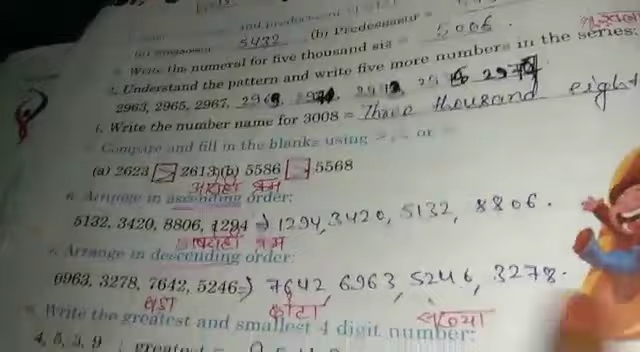 (b) Predecessor =
5432
5006.
Write the numeral for five thousand six =
Understand the pattern and write five more numbers in the series:
2963, 2965, 2967,
Write the number name for 3008 = Three thousand eight
Compare and fill in the blanks using >, < or =
(a) 2623 > 2613 (b) 5586 > 5568
आरोही क्रम
Arrange in ascending order:
5132, 3420, 8806, 1294 ⇒ 1294, 3420, 5132, 8806.
क्रम
Arrange in descending order:
6963, 3278, 7642, 5246 ⇒ 7642, 6963, 5246, 3278.
बड़ा छोटा संख्या
Write the greatest and smallest 4 digit number:
4, 5, 3, 9 greatest =